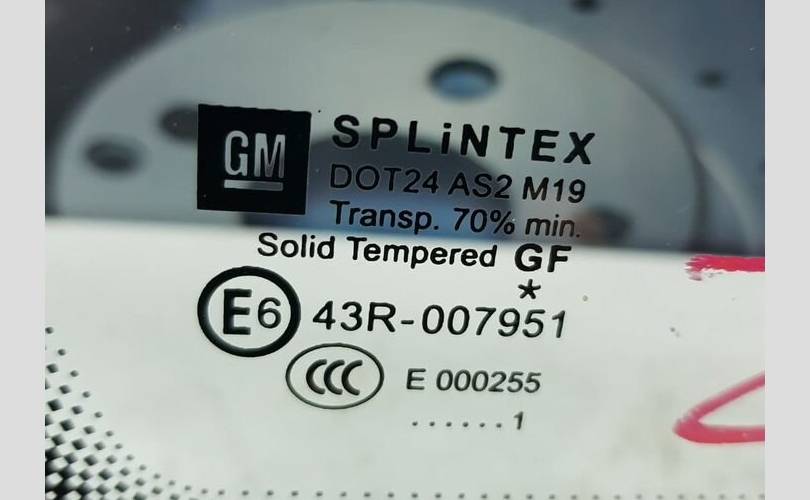 GM
SPLiNTEX
DOT24 AS2 M19
Transp. 70% min.
Solid Tempered GF
*
E6 43R-007951
CCC E 000255
......1